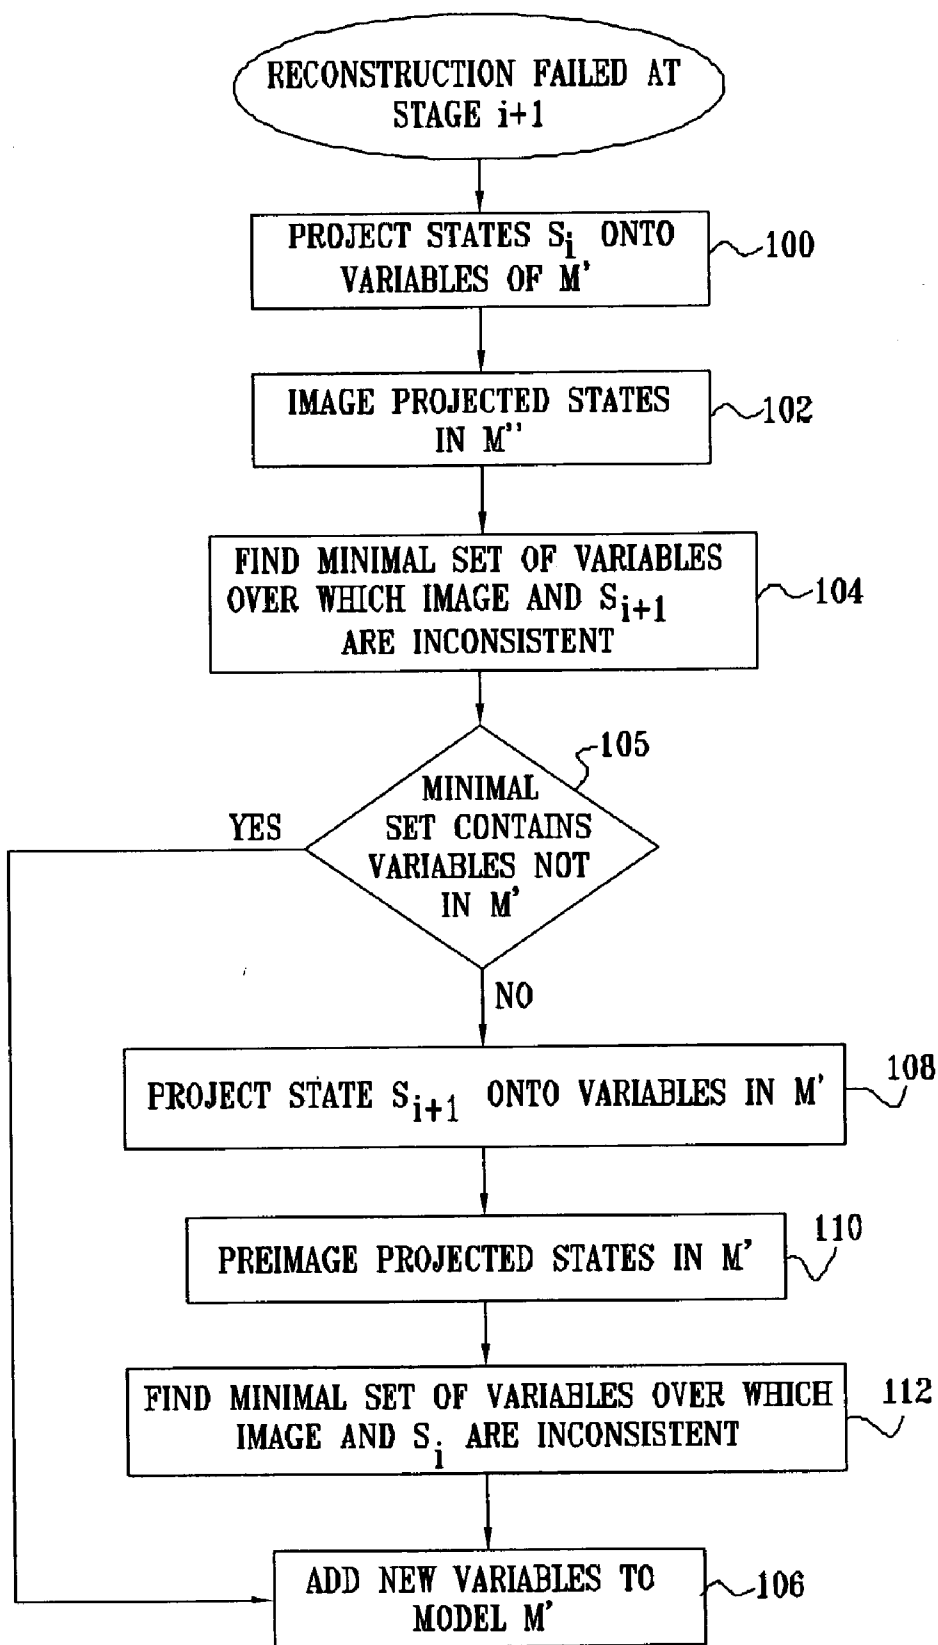 RECONSTRUCTION FAILED AT
STAGE i+1
PROJECT STATES Si ONTO
VARIABLES OF M'
100
IMAGE PROJECTED STATES
IN M''
102
FIND MINIMAL SET OF VARIABLES
OVER WHICH IMAGE AND Si+1
ARE INCONSISTENT
104
105
MINIMAL
SET CONTAINS
VARIABLES NOT
IN M'
YES
NO
PROJECT STATE Si+1 ONTO VARIABLES IN M'
108
PREIMAGE PROJECTED STATES IN M'
110
FIND MINIMAL SET OF VARIABLES OVER WHICH
IMAGE AND Si ARE INCONSISTENT
112
ADD NEW VARIABLES TO
MODEL M'
106